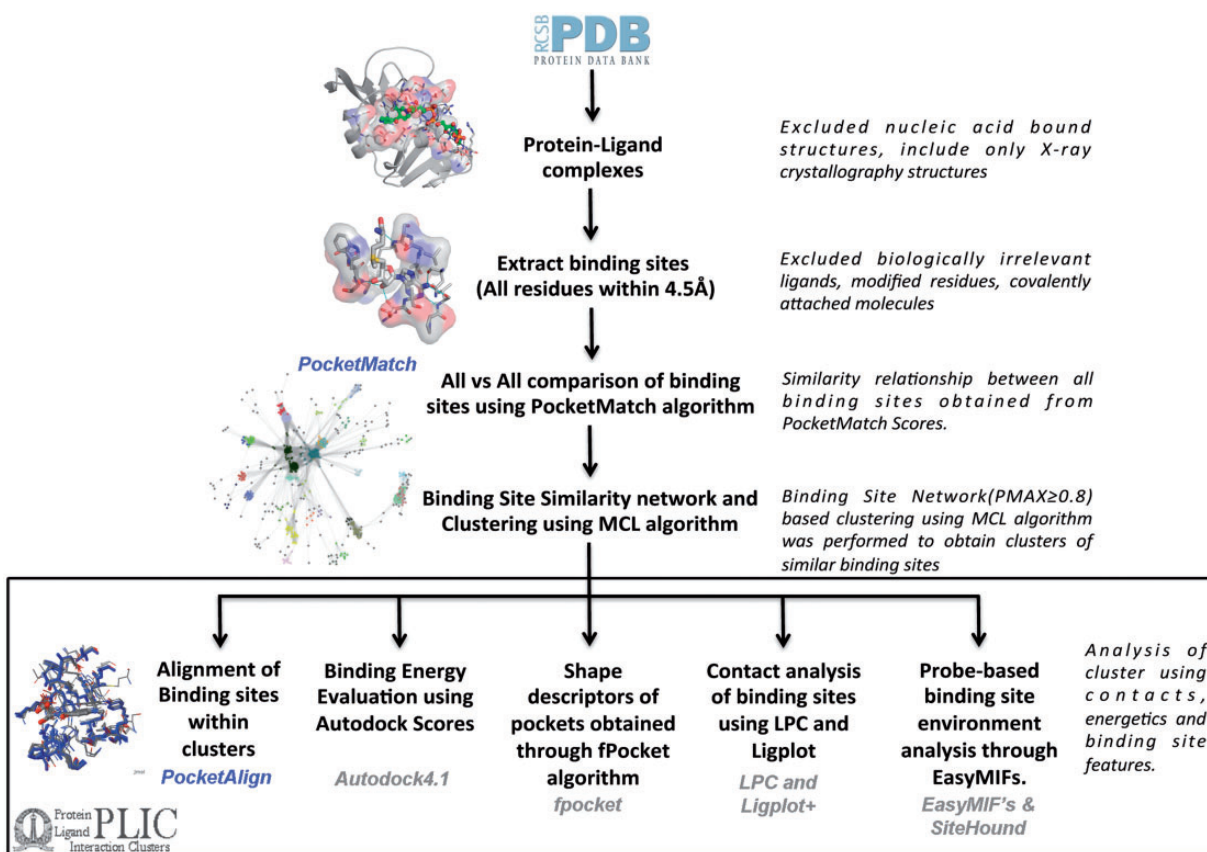 RCSB
PDB
PROTEIN DATA BANK
Protein-Ligand
complexes
Excluded nucleic acid bound
structures, include only X-ray
crystallography structures
Extract binding sites
(All residues within 4.5Å)
Excluded biologically irrelevant
ligands, modified residues, covalently
attached molecules
PocketMatch
All vs All comparison of binding
sites using PocketMatch algorithm
Similarity relationship between all
binding sites obtained from
PocketMatch Scores.
Binding Site Similarity network and
Clustering using MCL algorithm
Binding Site Network(PMAX≥0.8)
based clustering using MCL algorithm
was performed to obtain clusters of
similar binding sites
Alignment of
Binding sites
within
clusters
PocketAlign
Binding Energy
Evaluation using
Autodock Scores
Autodock4.1
Shape
descriptors of
pockets obtained
through fPocket
algorithm
fpocket
Contact analysis
of binding sites
using LPC and
Ligplot
LPC and
Ligplot+
Probe-based
binding site
environment
analysis through
EasyMIFs.
EasyMIF's &
SiteHound
Analysis of
cluster using
contacts,
energetics and
binding site
features.
Protein
Ligand PLIC
Interaction Clusters